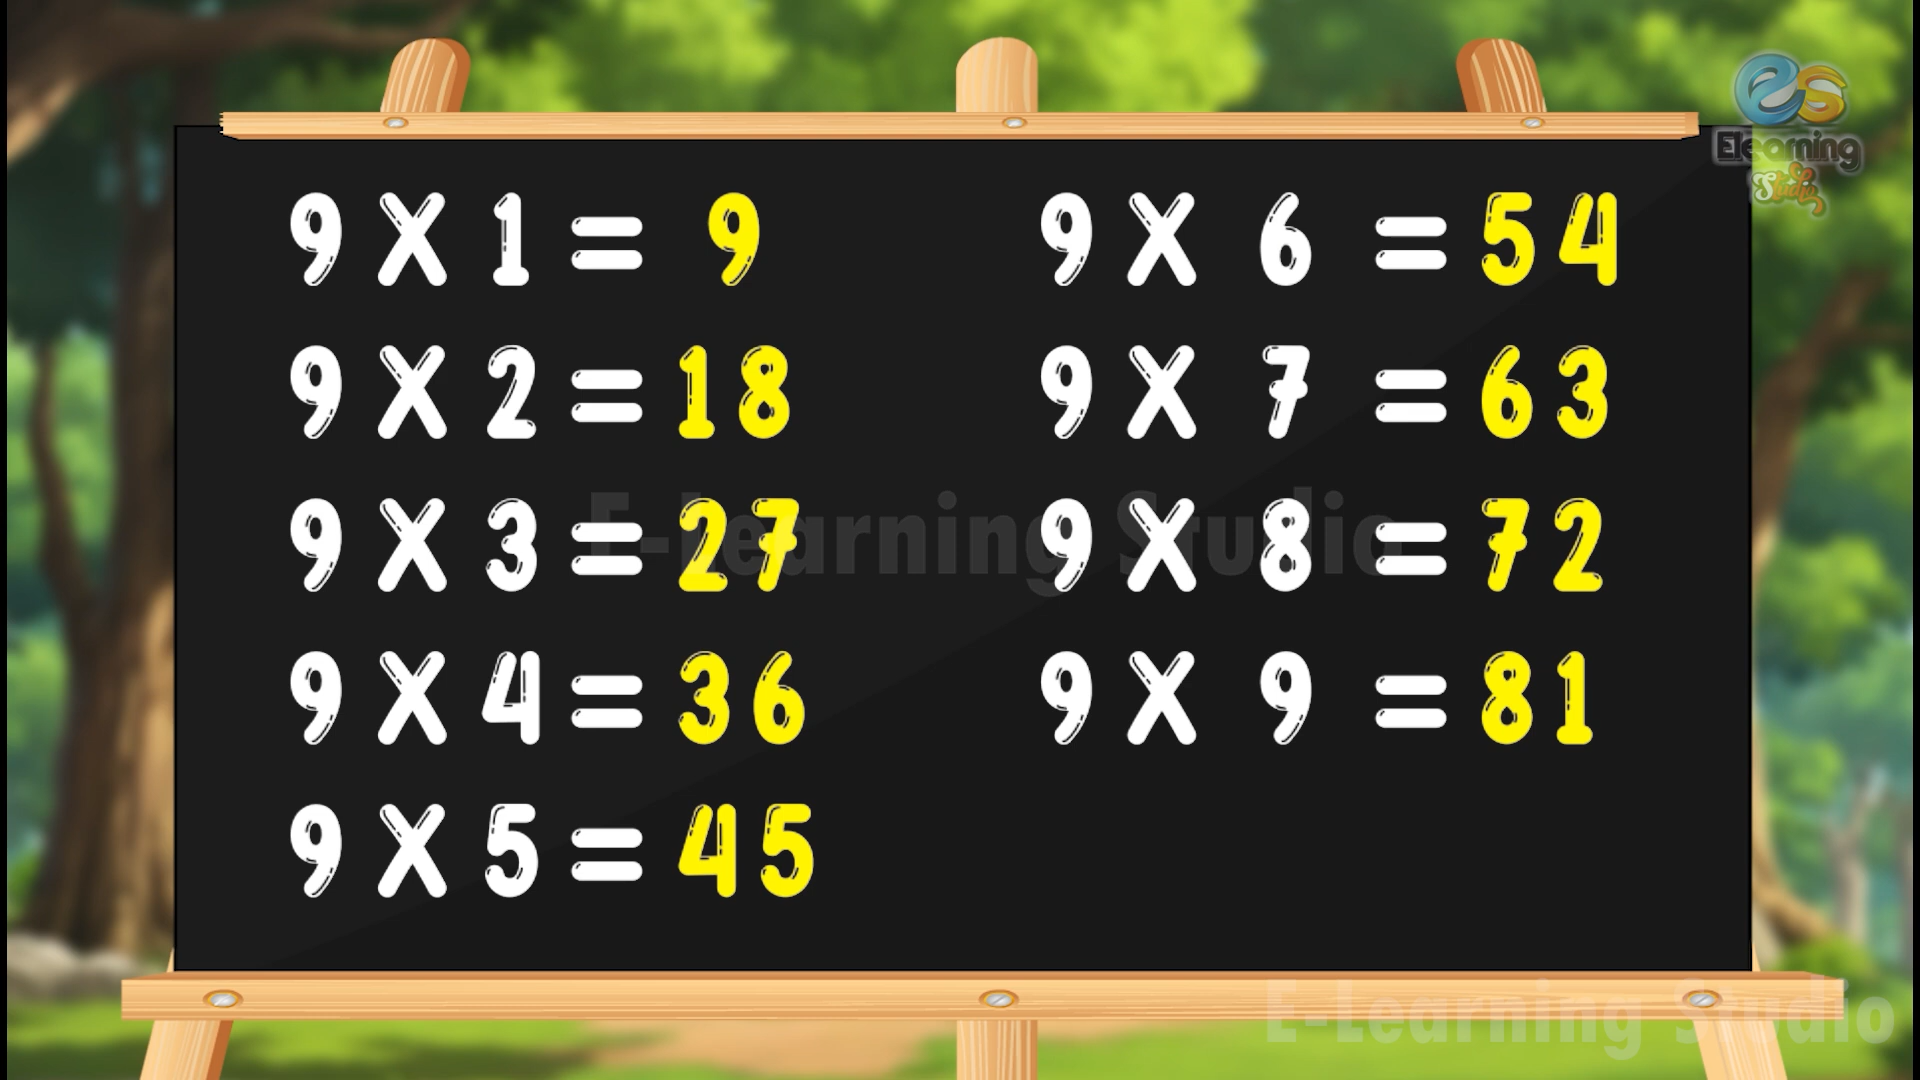 9 X 1 = 9
9 X 2 = 18
9 X 3 = 27
9 X 4 = 36
9 X 5 = 45
9 X 6 = 54
9 X 7 = 63
9 X 8 = 72
9 X 9 = 81
es
Elearning
Studio
E-Learning Studio
E-Learning Studio